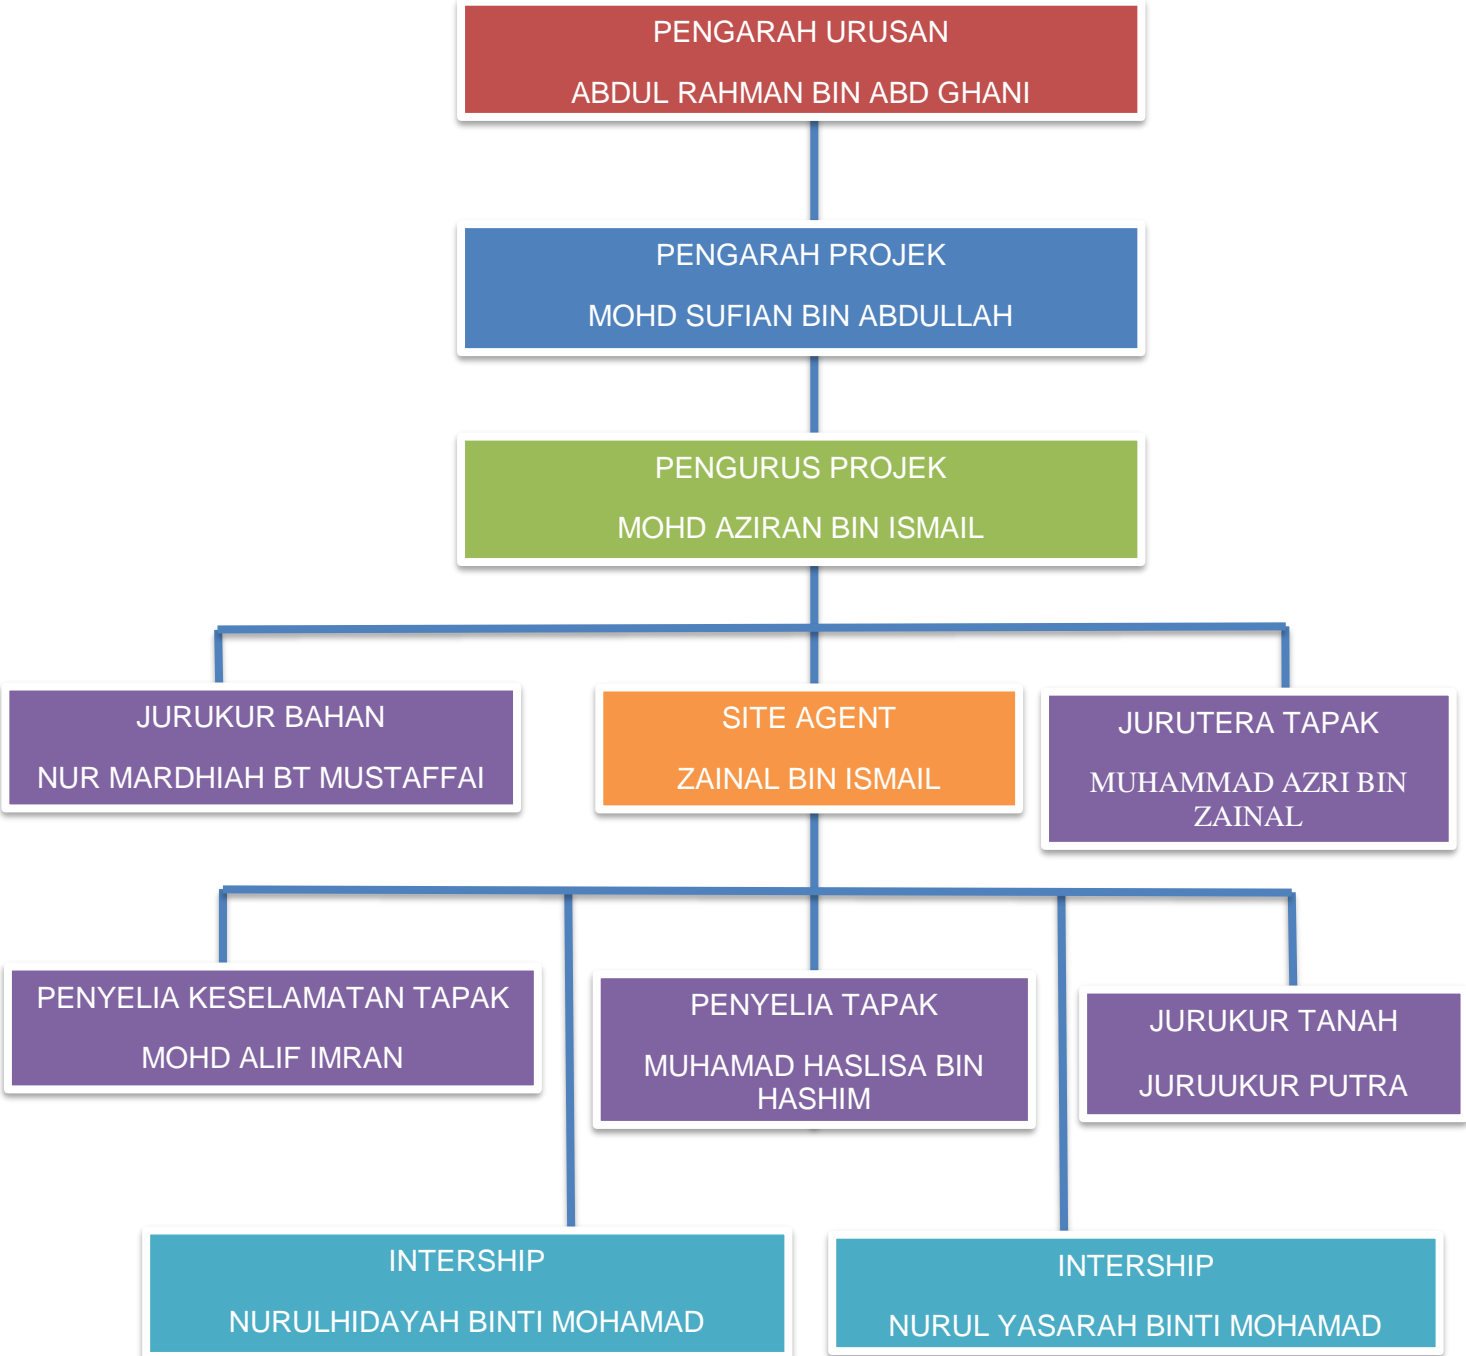 PENGARAH URUSAN
ABDUL RAHMAN BIN ABD GHANI
PENGARAH PROJEK
MOHD SUFIAN BIN ABDULLAH
PENGURUS PROJEK
MOHD AZIRAN BIN ISMAIL
JURUKUR BAHAN
NUR MARDHIAH BT MUSTAFFAI
SITE AGENT
ZAINAL BIN ISMAIL
JURUTERA TAPAK
MUHAMMAD AZRI BIN
ZAINAL
PENYELIA KESELAMATAN TAPAK
MOHD ALIF IMRAN
PENYELIA TAPAK
MUHAMAD HASLISA BIN
HASHIM
JURUKUR TANAH
JURUUKUR PUTRA
INTERSHIP
NURULHIDAYAH BINTI MOHAMAD
INTERSHIP
NURUL YASARAH BINTI MOHAMAD